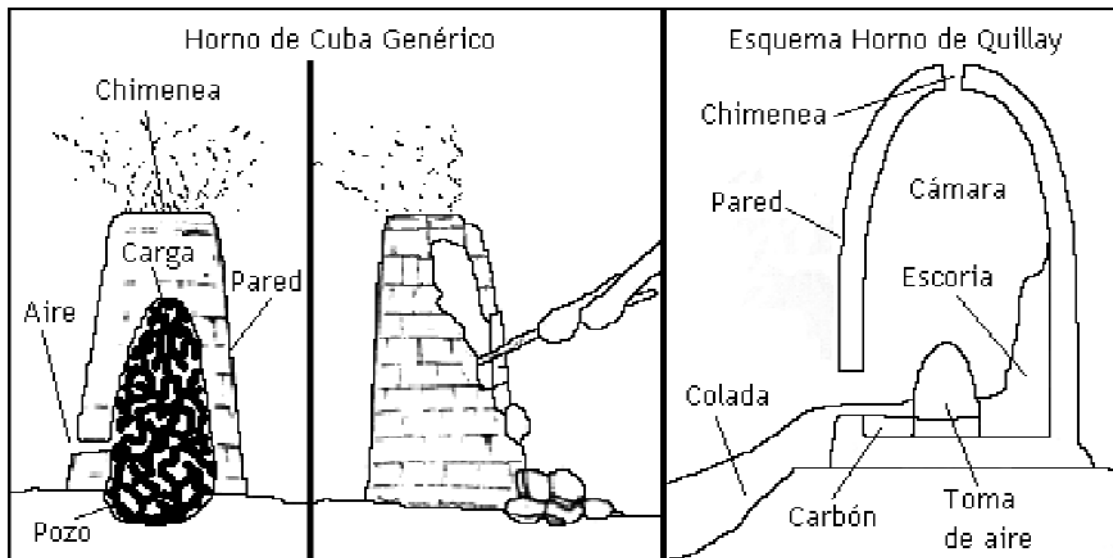 Horno de Cuba Genérico
Chimenea
Carga
Pared
Aire
Pozo
Esquema Horno de Quillay
Chimenea
Cámara
Pared
Escoria
Colada
Carbón
Toma
de aire